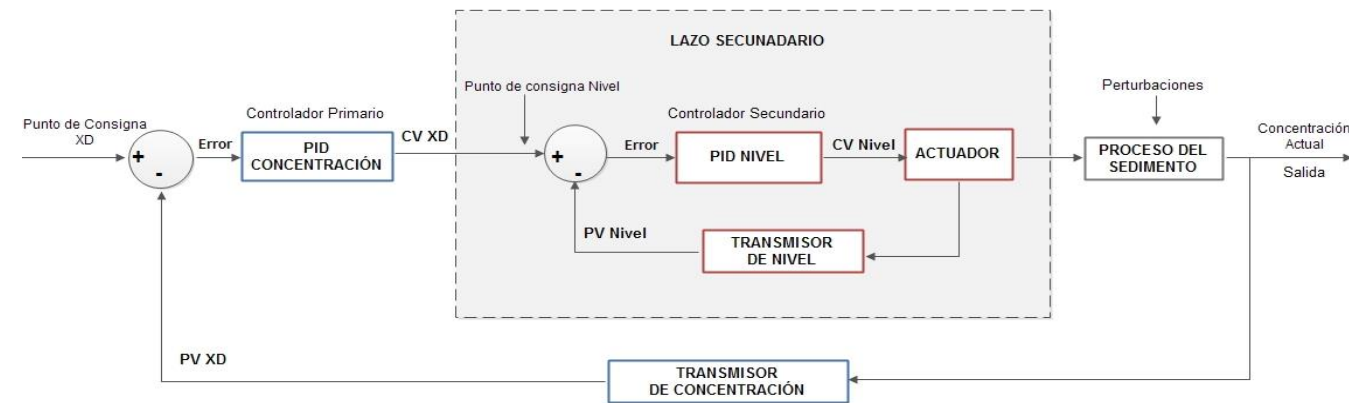 LAZO SECUNADARIO
Punto de consigna Nivel
Perturbaciones
Punto de Consigna
XD
Controlador Primario
Controlador Secundario
Concentración
Actual
Salida
+
-
Error
PID
CONCENTRACIÓN
CV XD
+
-
Error
PID NIVEL
CV Nivel
ACTUADOR
PROCESO DEL
SEDIMENTO
PV Nivel
TRANSMISOR
DE NIVEL
PV XD
TRANSMISOR
DE CONCENTRACIÓN